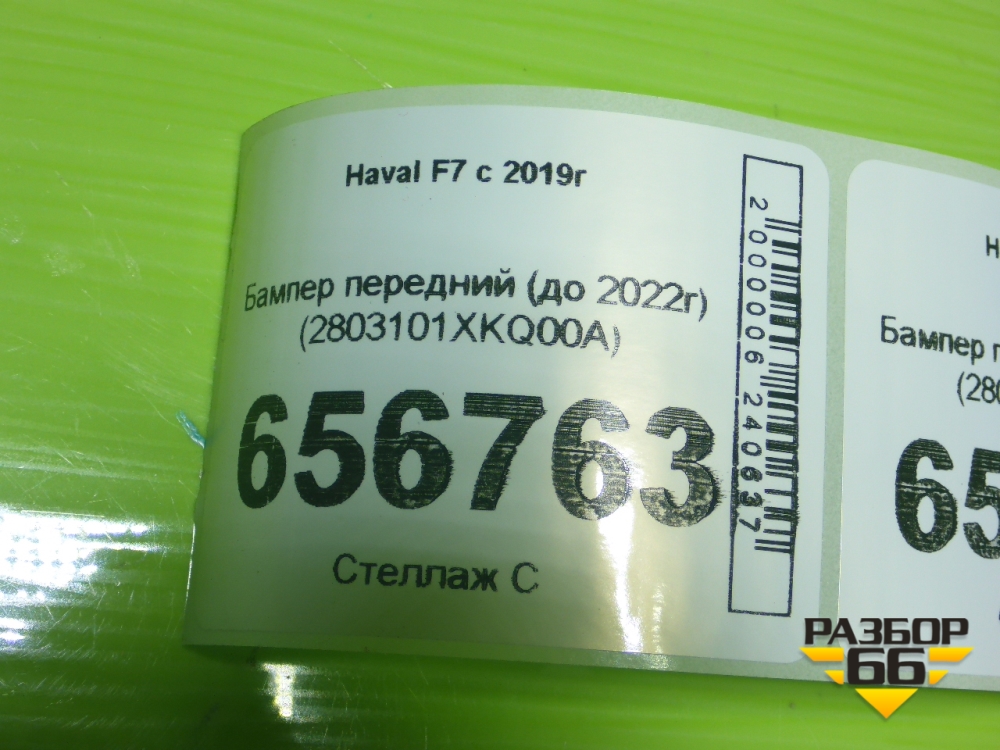 Haval F7 с 2019г
Бампер передний (до 2022г)
(2803101XKQ00A)
656763
Стеллаж С
2000006240637
Бампер
(280
65
РАЗБОР
66